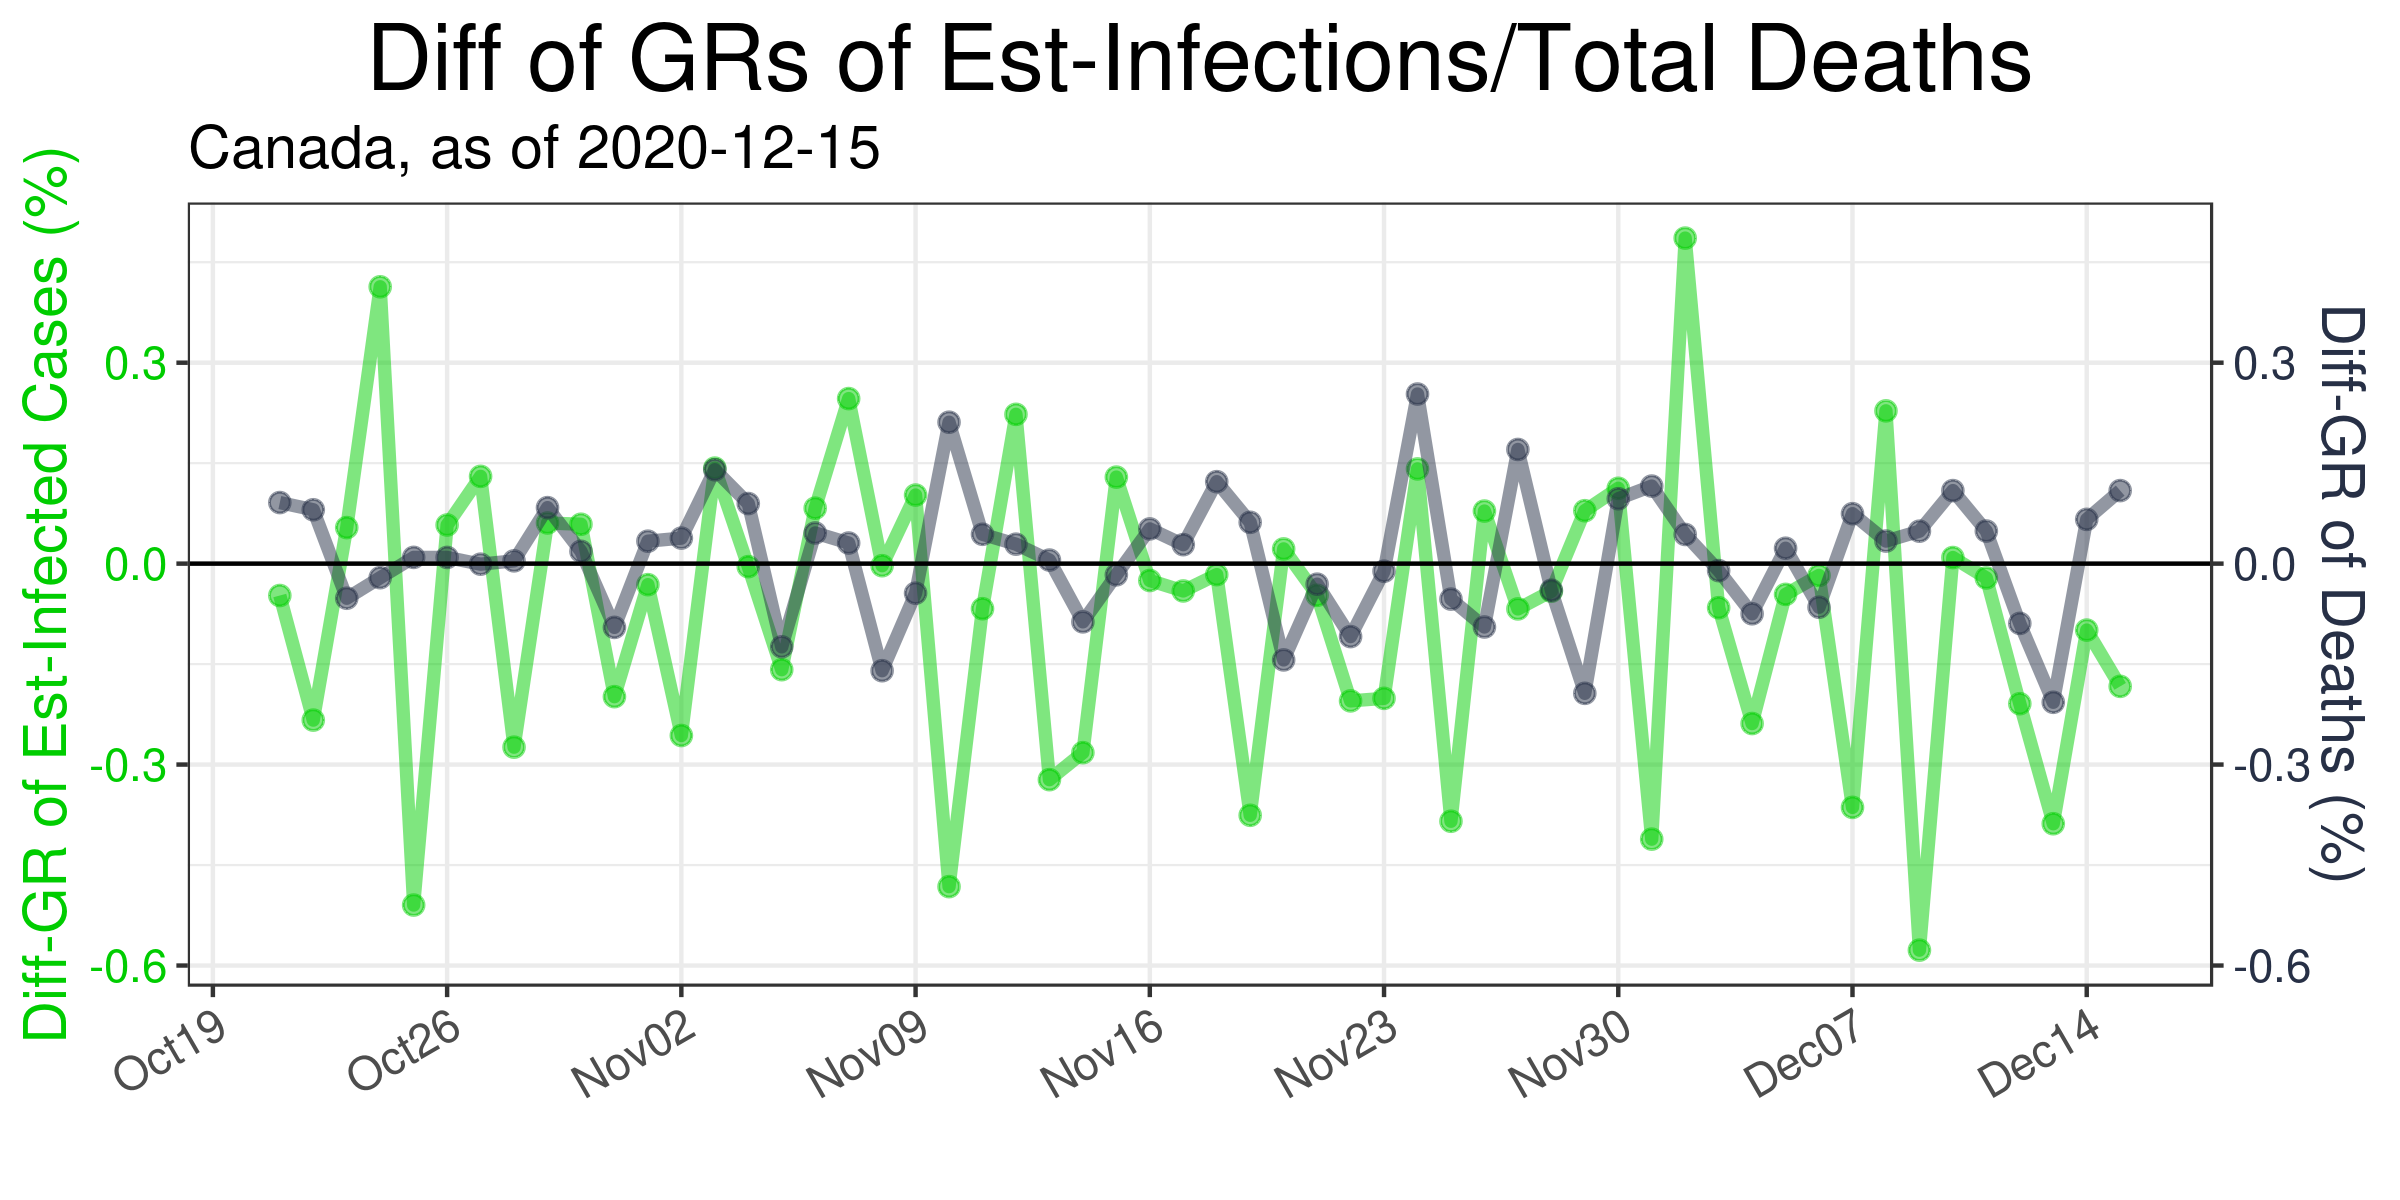 Diff of GRs of Est-Infections/Total Deaths
Canada, as of 2020-12-15
Diff-GR of Est-Infected Cases (%)
0.3
0.0
-0.3
-0.6
0.3
0.0
-0.3
-0.6
Diff-GR of Deaths (%)
Oct19
Oct26
Nov02
Nov09
Nov16
Nov23
Nov30
Dec07
Dec14